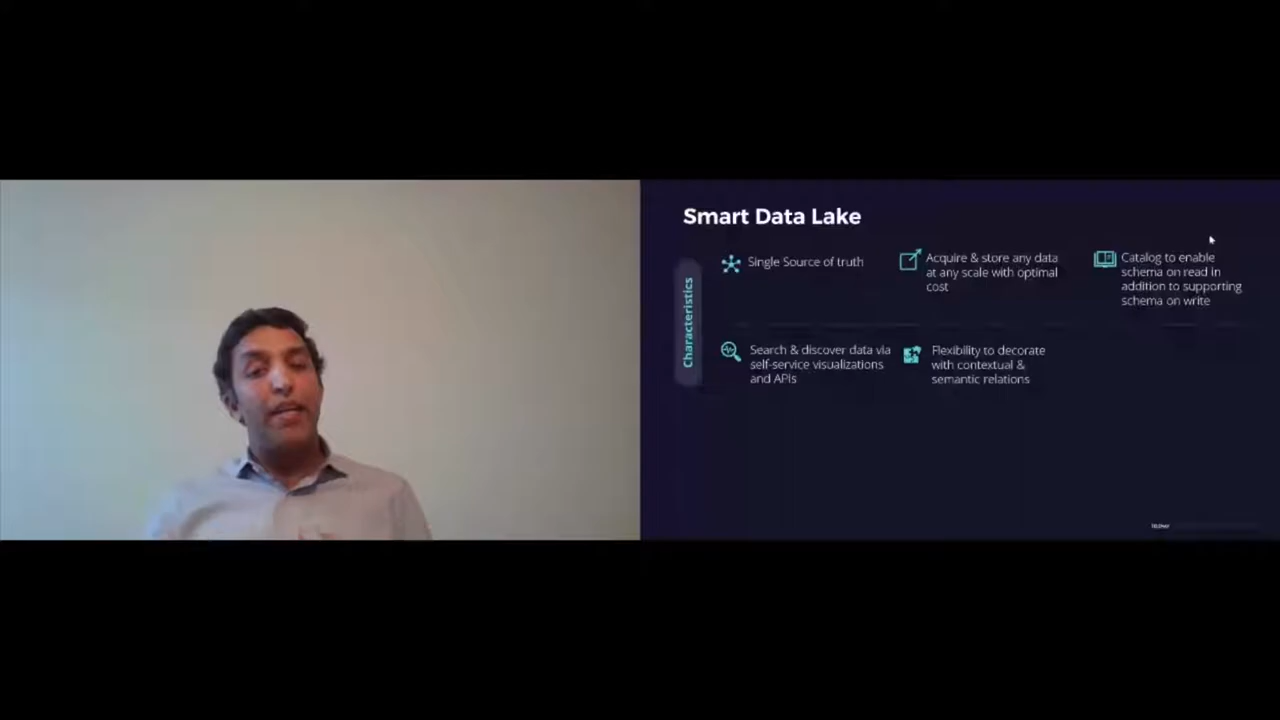 Smart Data Lake
Characteristics
Single Source of truth
Acquire & store any data
at any scale with optimal
cost
Catalog to enable
schema on read in
addition to supporting
schema on write
Search & discover data via
self-service visualizations
and APIs
Flexibility to decorate
with contextual &
semantic relations